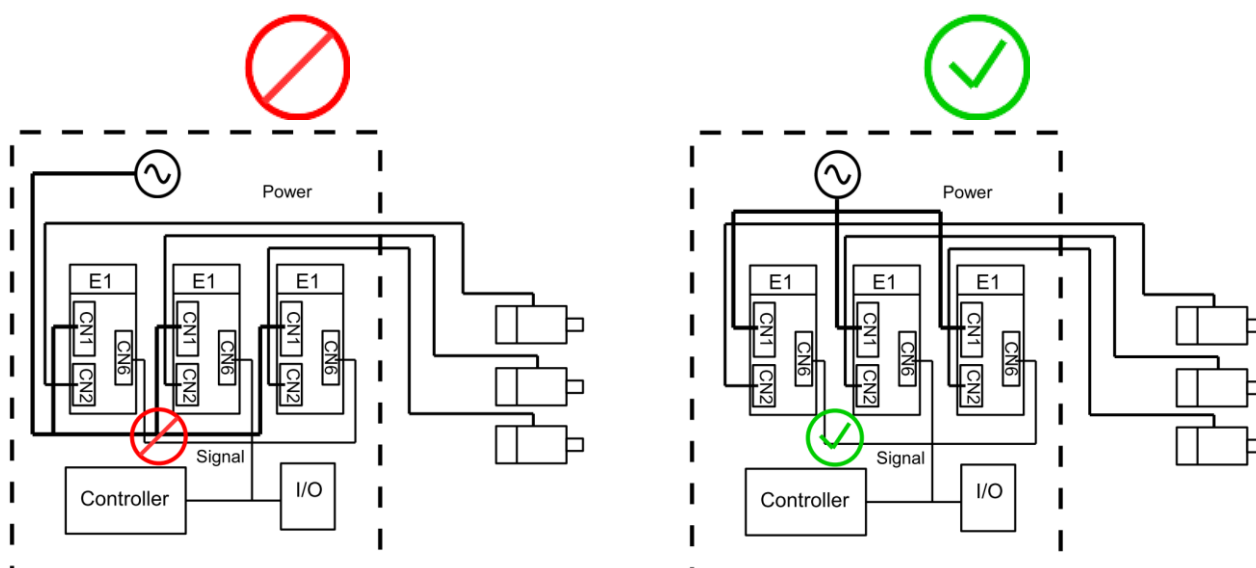 Power
E1
E1
E1
CN1
CN2
CN6
CN1
CN2
CN6
CN1
CN2
CN6
Signal
Controller
I/O
Power
E1
E1
E1
CN1
CN2
CN6
CN1
CN2
CN6
CN1
CN2
CN6
Signal
Controller
I/O